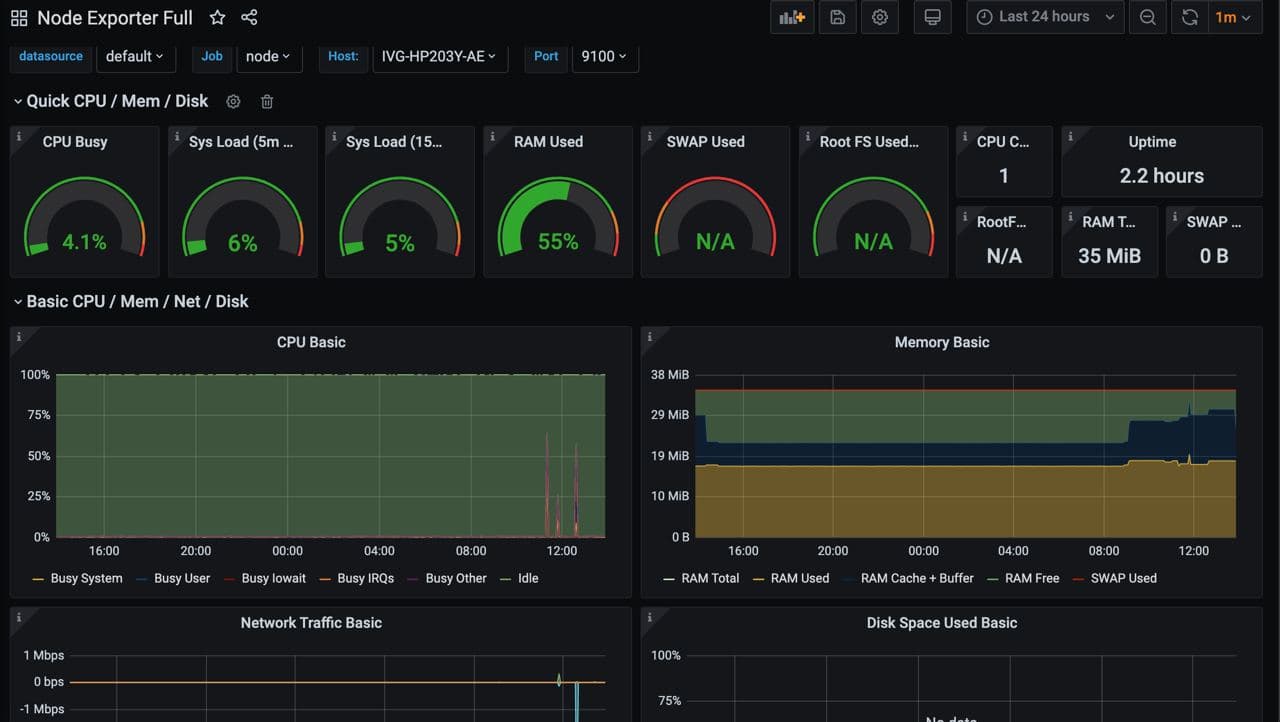 Node Exporter Full
Last 24 hours
1m
datasource default Job node Host: IVG-HP203Y-AE Port 9100
Quick CPU / Mem / Disk
CPU Busy
4.1%
Sys Load (5m ...
6%
Sys Load (15...
5%
RAM Used
55%
SWAP Used
N/A
Root FS Used...
N/A
CPU C...
1
Uptime
2.2 hours
RootF...
N/A
RAM T...
35 MiB
SWAP ...
0 B
Basic CPU / Mem / Net / Disk
CPU Basic
100%
75%
50%
25%
0%
16:00 20:00 00:00 04:00 08:00 12:00
Busy System Busy User Busy Iowait Busy IRQs Busy Other Idle
Memory Basic
38 MiB
29 MiB
19 MiB
10 MiB
0 B
16:00 20:00 00:00 04:00 08:00 12:00
RAM Total RAM Used RAM Cache + Buffer RAM Free SWAP Used
Network Traffic Basic
1 Mbps
0 bps
-1 Mbps
Disk Space Used Basic
100%
75%
No data